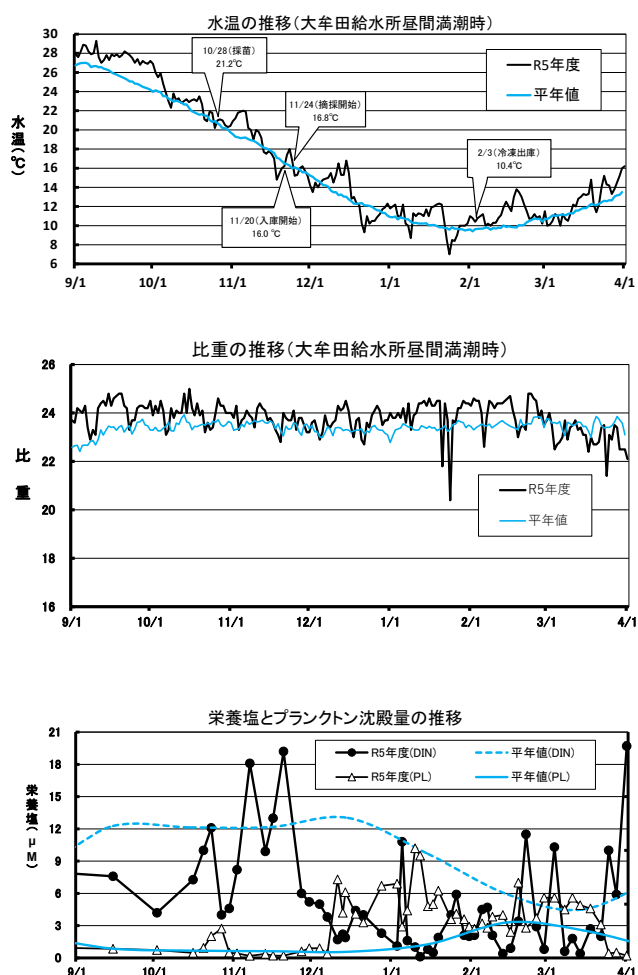 水温の推移(大牟田給水所昼間満潮時)
30
28
26
24
22
20
18
16
14
12
10
8
6
水温(℃)
10/28(採苗)
21.2℃
11/24(摘採開始)
16.8℃
11/20(入庫開始)
16.0 ℃
2/3(冷凍出庫)
10.4℃
R5年度
平年値
9/1 10/1 11/1 12/1 1/1 2/1 3/1 4/1
比重の推移(大牟田給水所昼間満潮時)
26
24
22
20
18
16
比重
R5年度
平年値
9/1 10/1 11/1 12/1 1/1 2/1 3/1 4/1
栄養塩とプランクトン沈殿量の推移
21
18
15
12
9
6
3
0
栄養塩(μM)
R5年度(DIN) 平年値(DIN)
R5年度(PL) 平年値(PL)
9/1 10/1 11/1 12/1 1/1 2/1 3/1 4/1